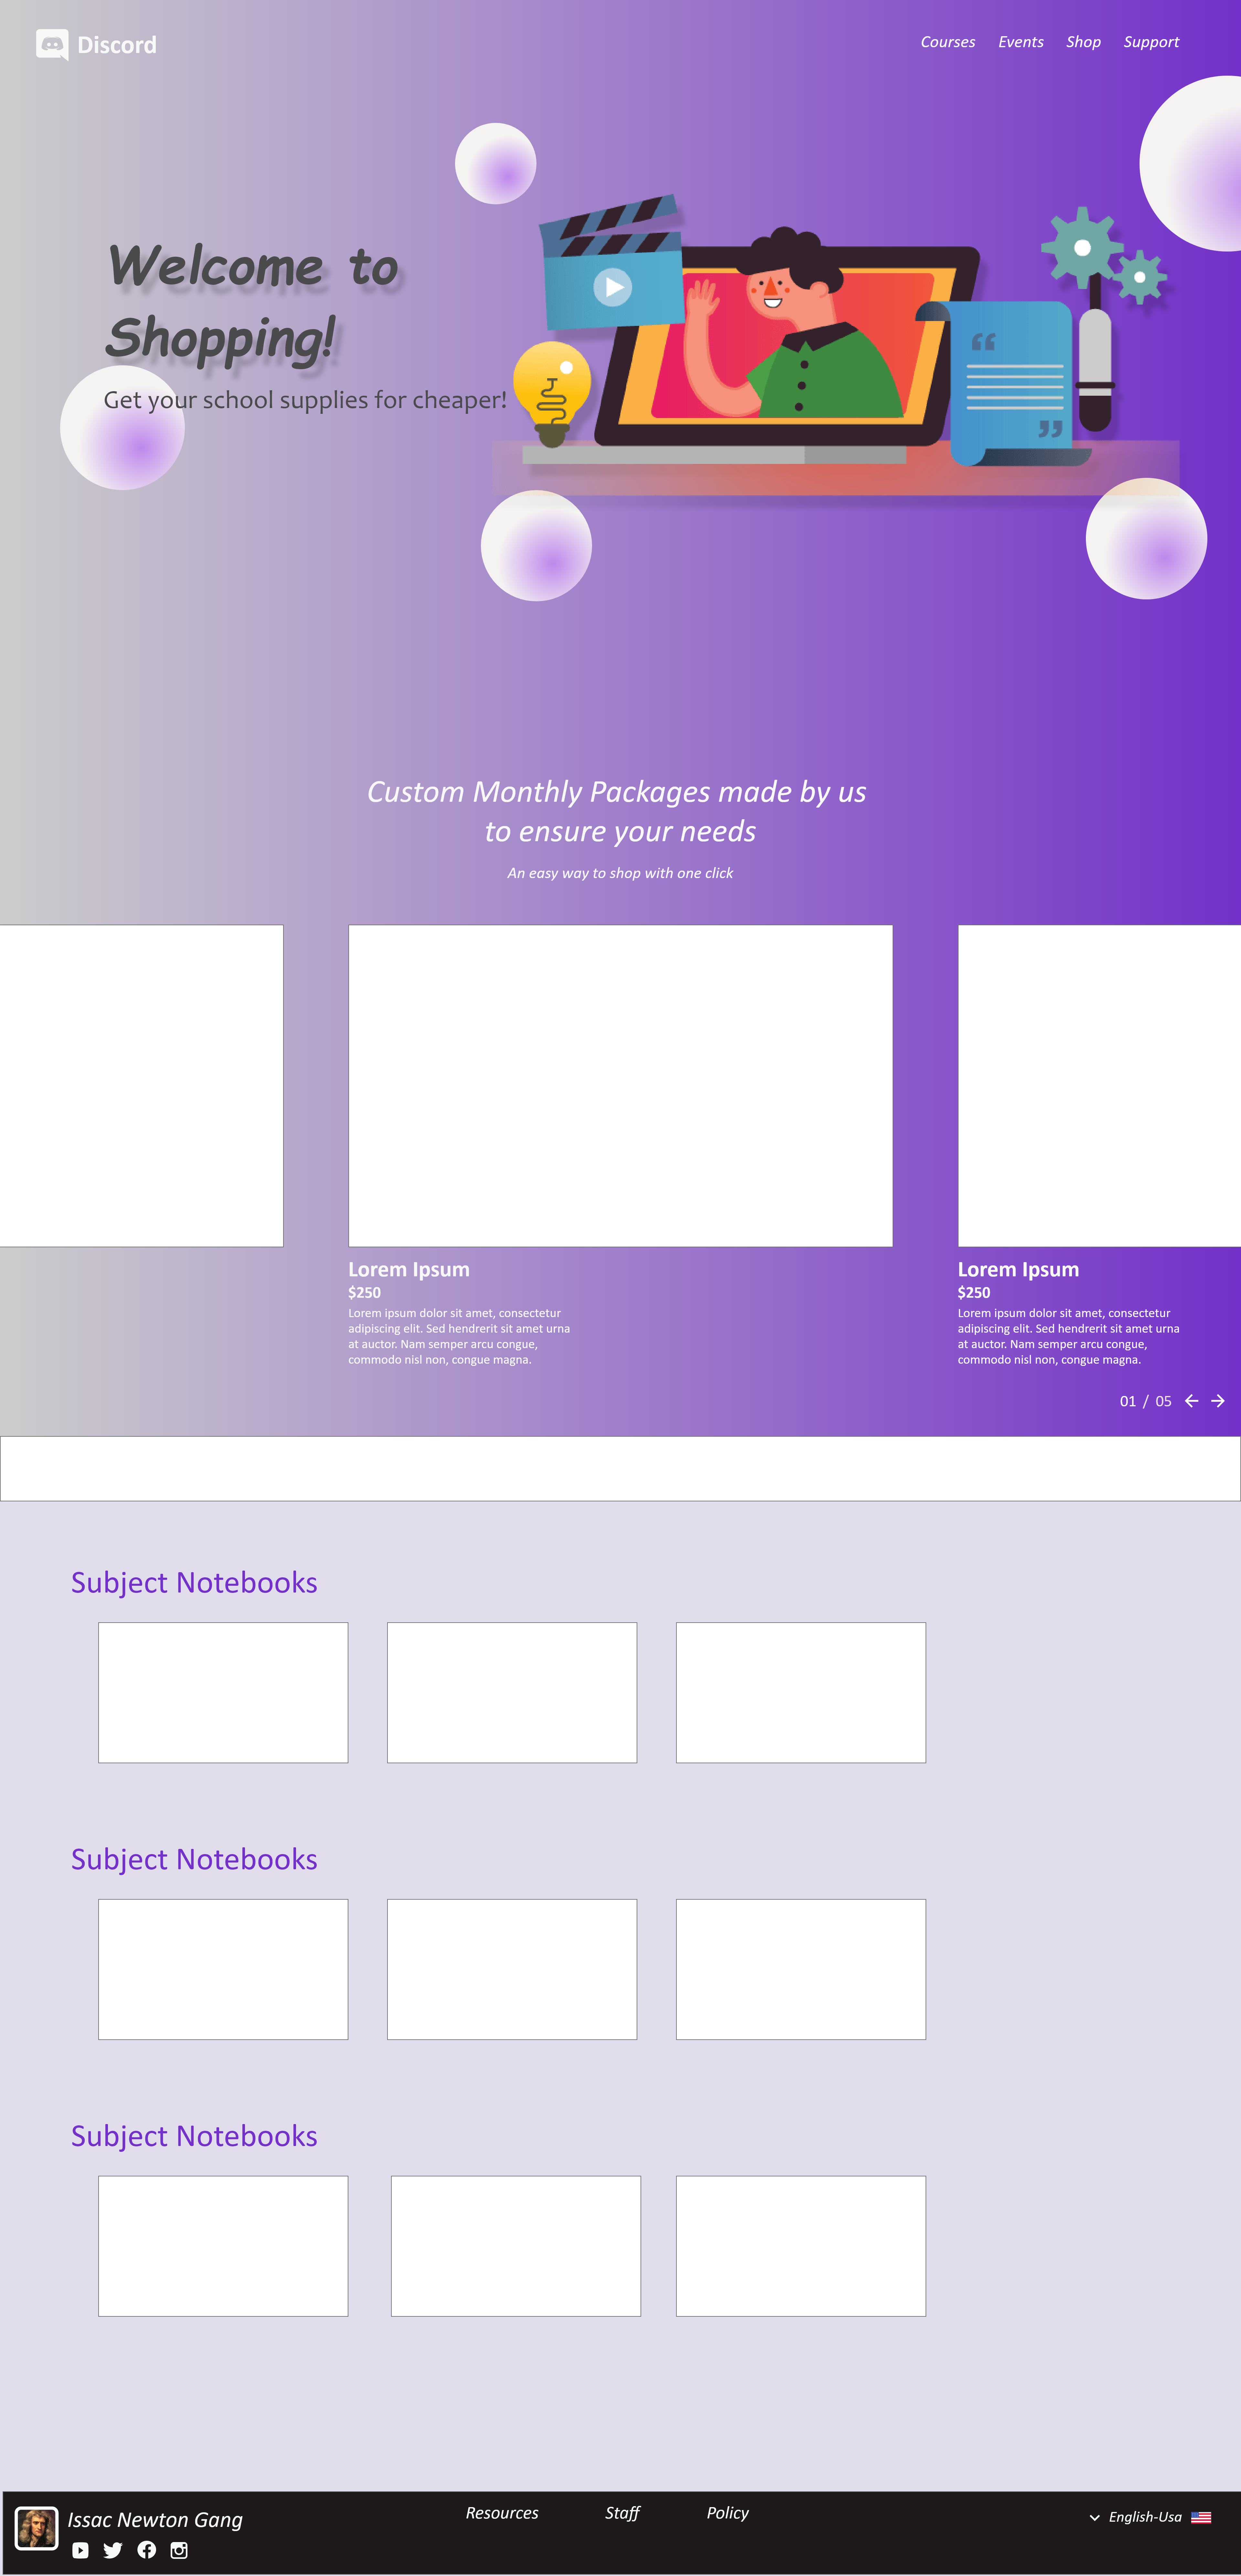 Discord
Courses Events Shop Support
Welcome to
Shopping!
Get your school supplies for cheaper!
“
”
Custom Monthly Packages made by us
to ensure your needs
An easy way to shop with one click
Lorem Ipsum
$250
Lorem ipsum dolor sit amet, consectetur
adipiscing elit. Sed hendrerit sit amet urna
at auctor. Nam semper arcu congue,
commodo nisl non, congue magna.
Lorem Ipsum
$250
Lorem ipsum dolor sit amet, consectetur
adipiscing elit. Sed hendrerit sit amet urna
at auctor. Nam semper arcu congue,
commodo nisl non, congue magna.
01 / 05
Subject Notebooks
Subject Notebooks
Subject Notebooks
Issac Newton Gang
Resources Staff Policy
English-Usa